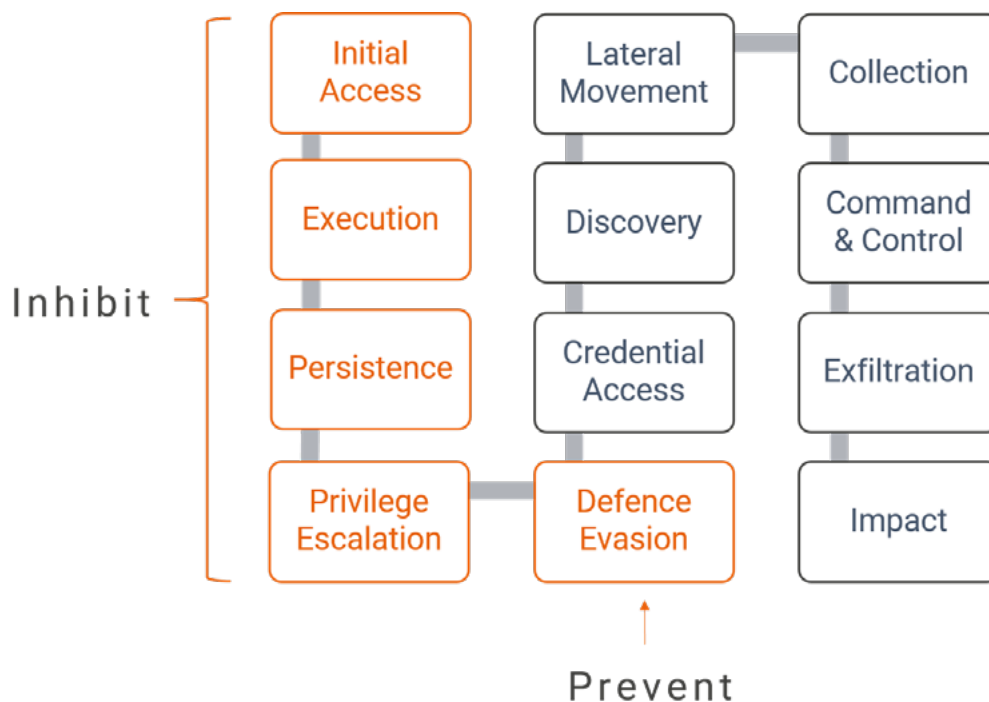 Inhibit
Initial
Access
Execution
Persistence
Privilege
Escalation
Defence
Evasion
Prevent
Credential
Access
Discovery
Lateral
Movement
Collection
Command
& Control
Exfiltration
Impact